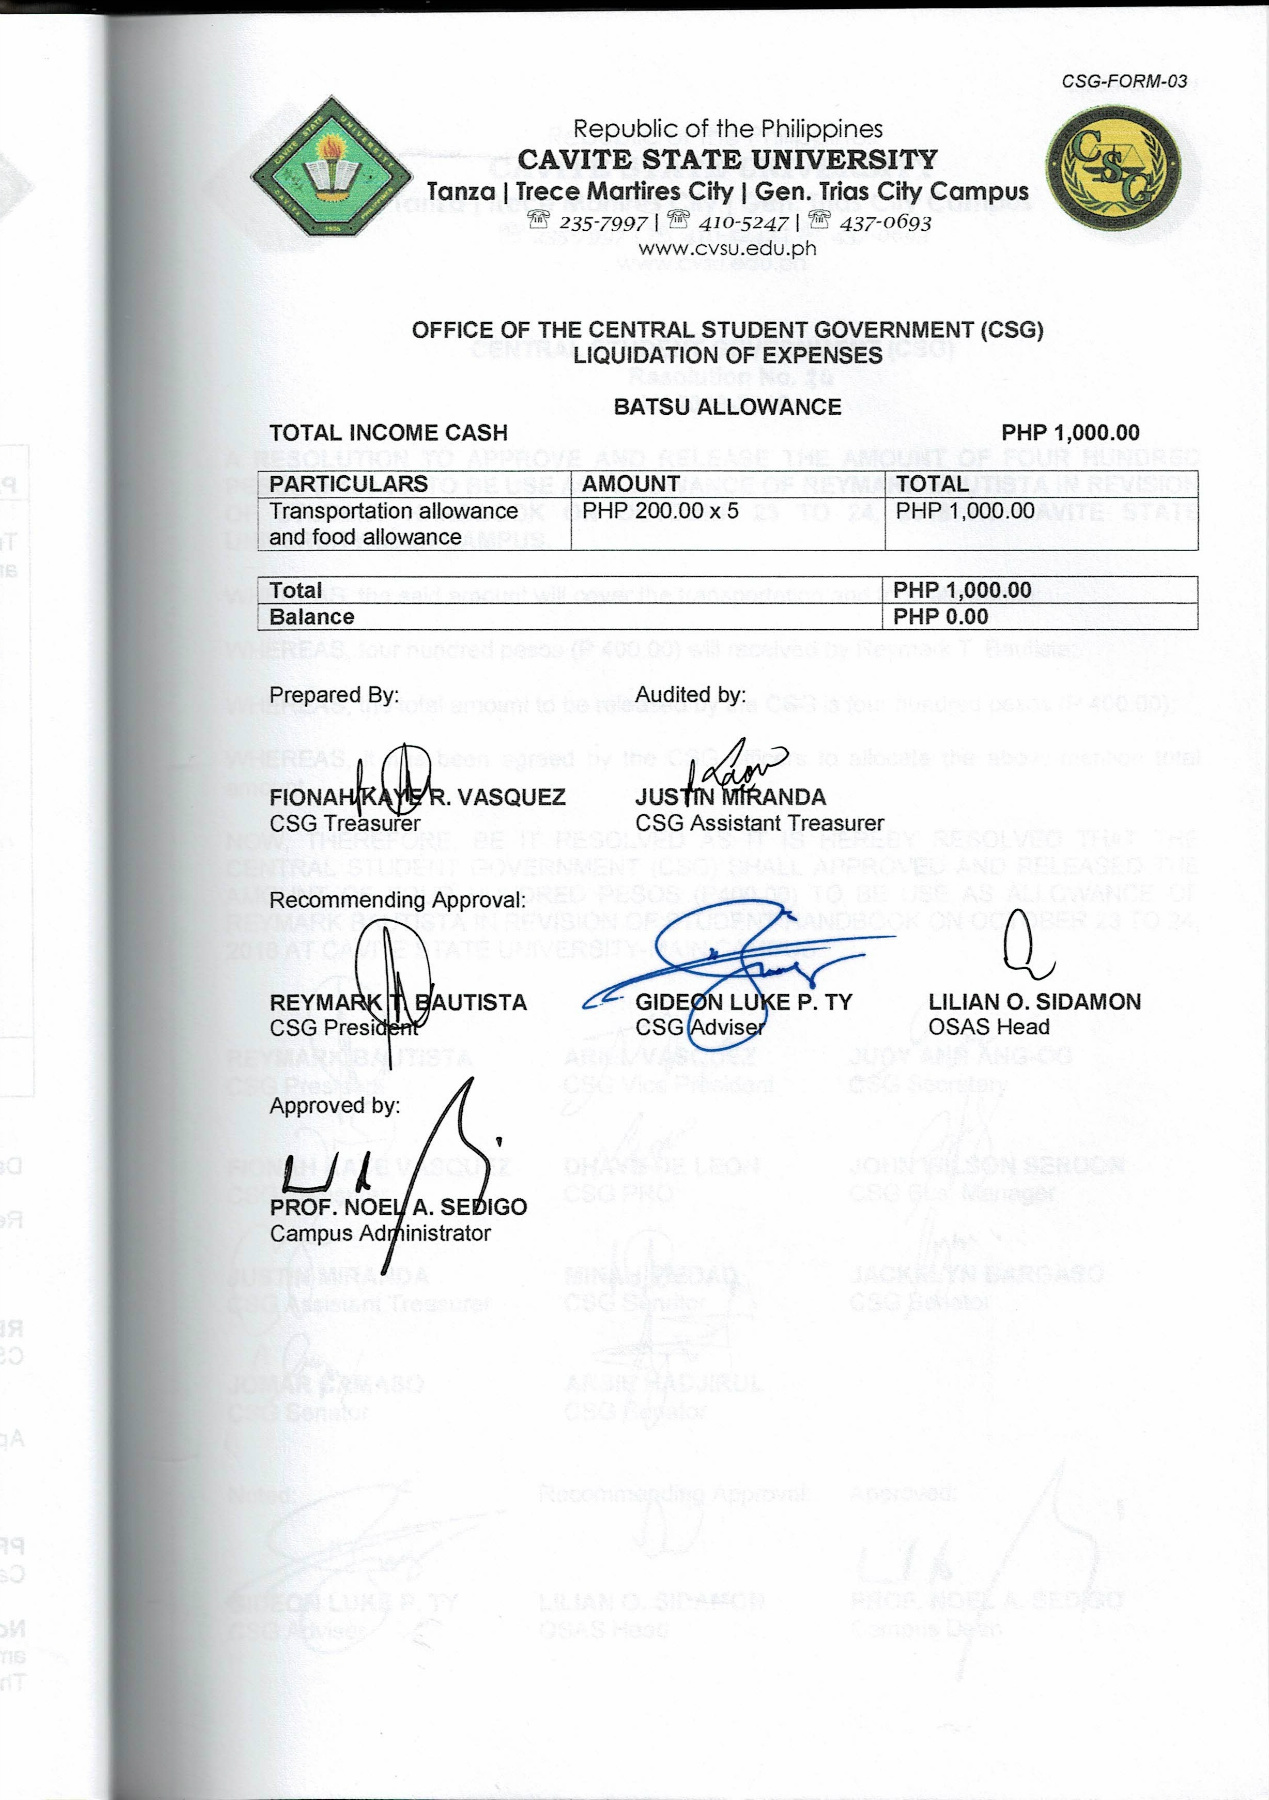 CSG-FORM-03
Republic of the Philippines
CAVITE STATE UNIVERSITY
Tanza | Trece Martires City | Gen. Trias City Campus
☏ 235-7997 | ☏ 410-5247 | ☏ 437-0693
www.cvsu.edu.ph
CAVITE STATE UNIVERSITY
1906
CSG
OFFICE OF THE CENTRAL STUDENT GOVERNMENT (CSG)
LIQUIDATION OF EXPENSES
BATSU ALLOWANCE
TOTAL INCOME CASH PHP 1,000.00
PARTICULARS AMOUNT TOTAL
Transportation allowance PHP 200.00 x 5 PHP 1,000.00
and food allowance
Total PHP 1,000.00
Balance PHP 0.00
Prepared By: Audited by:
FIONAH KAYE R. VASQUEZ JUSTIN MIRANDA
CSG Treasurer CSG Assistant Treasurer
Recommending Approval:
REYMARK T. BAUTISTA GIDEON LUKE P. TY LILIAN O. SIDAMON
CSG President CSG Adviser OSAS Head
Approved by:
PROF. NOEL A. SEDIGO
Campus Administrator